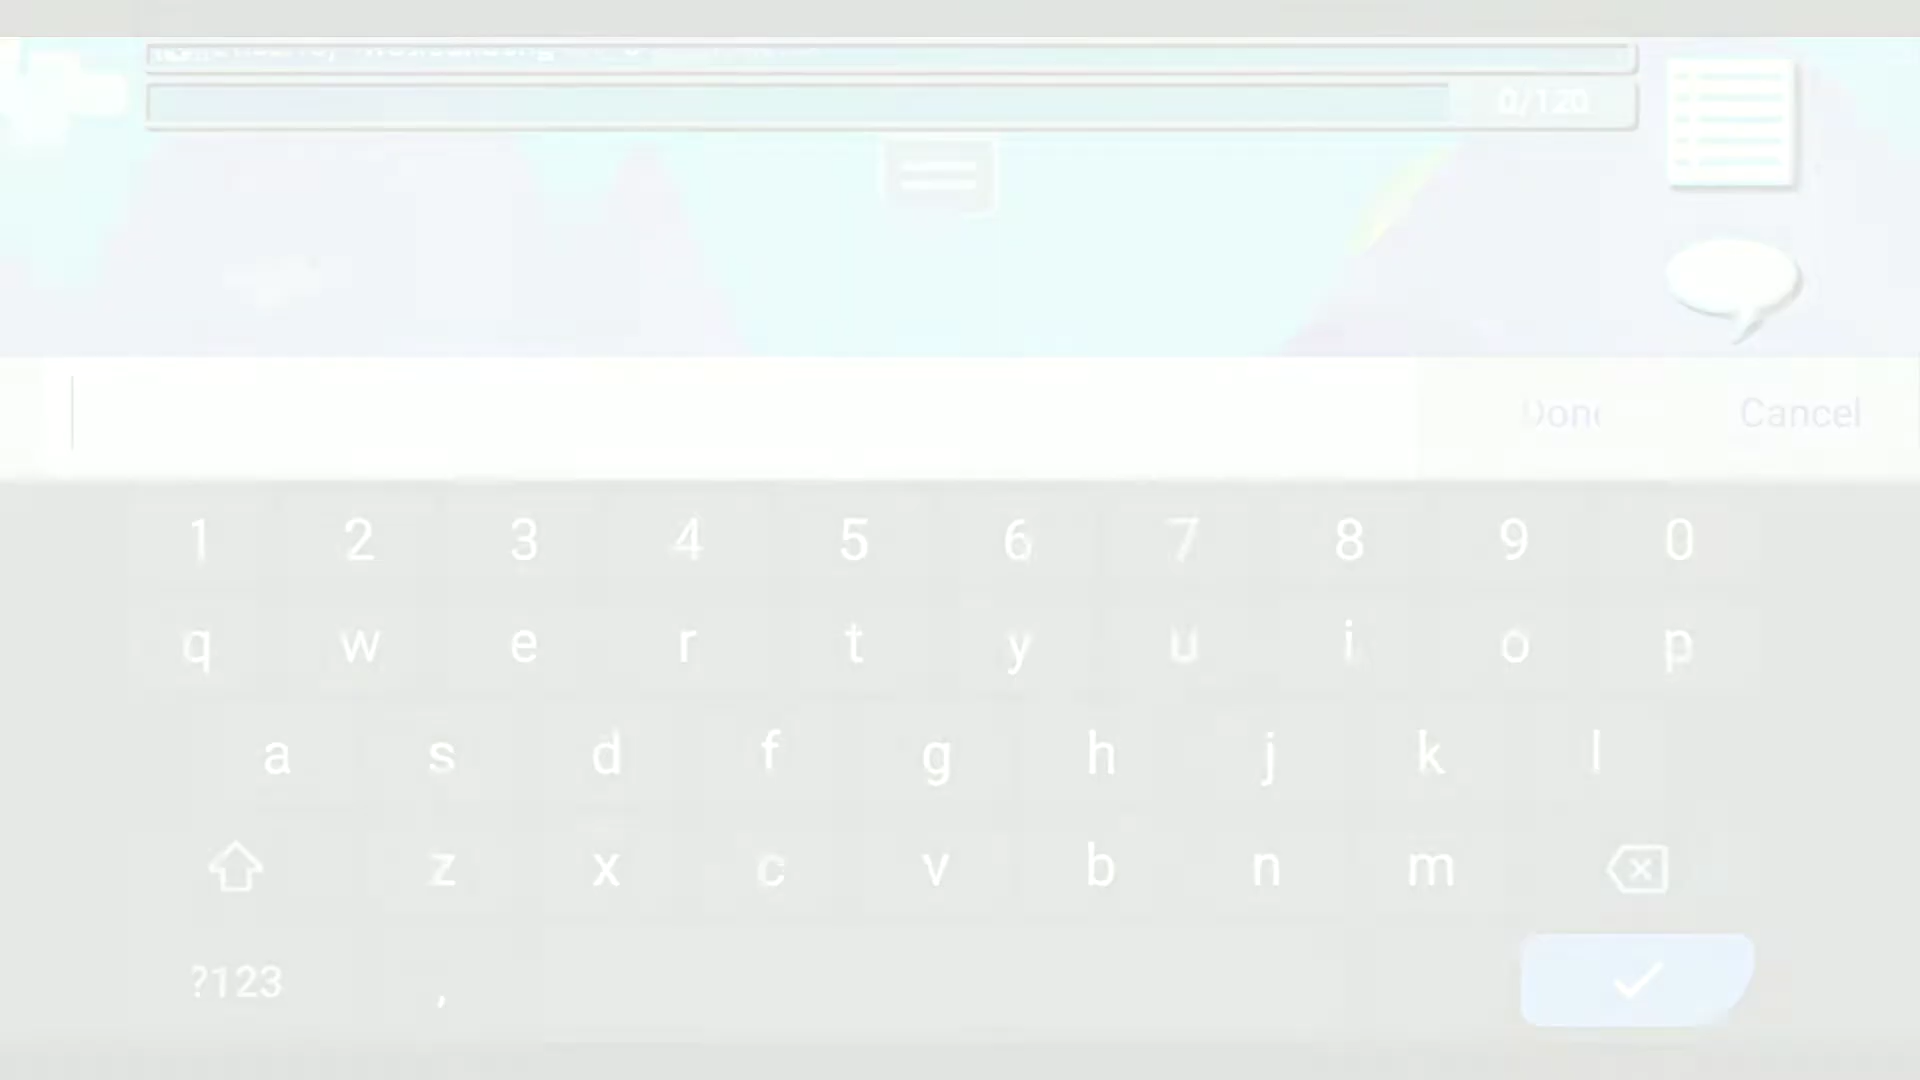 0/120
Done Cancel
1 2 3 4 5 6 7 8 9 0
q w e r t y u i o p
a s d f g h j k l
z x c v b n m
?123 ,